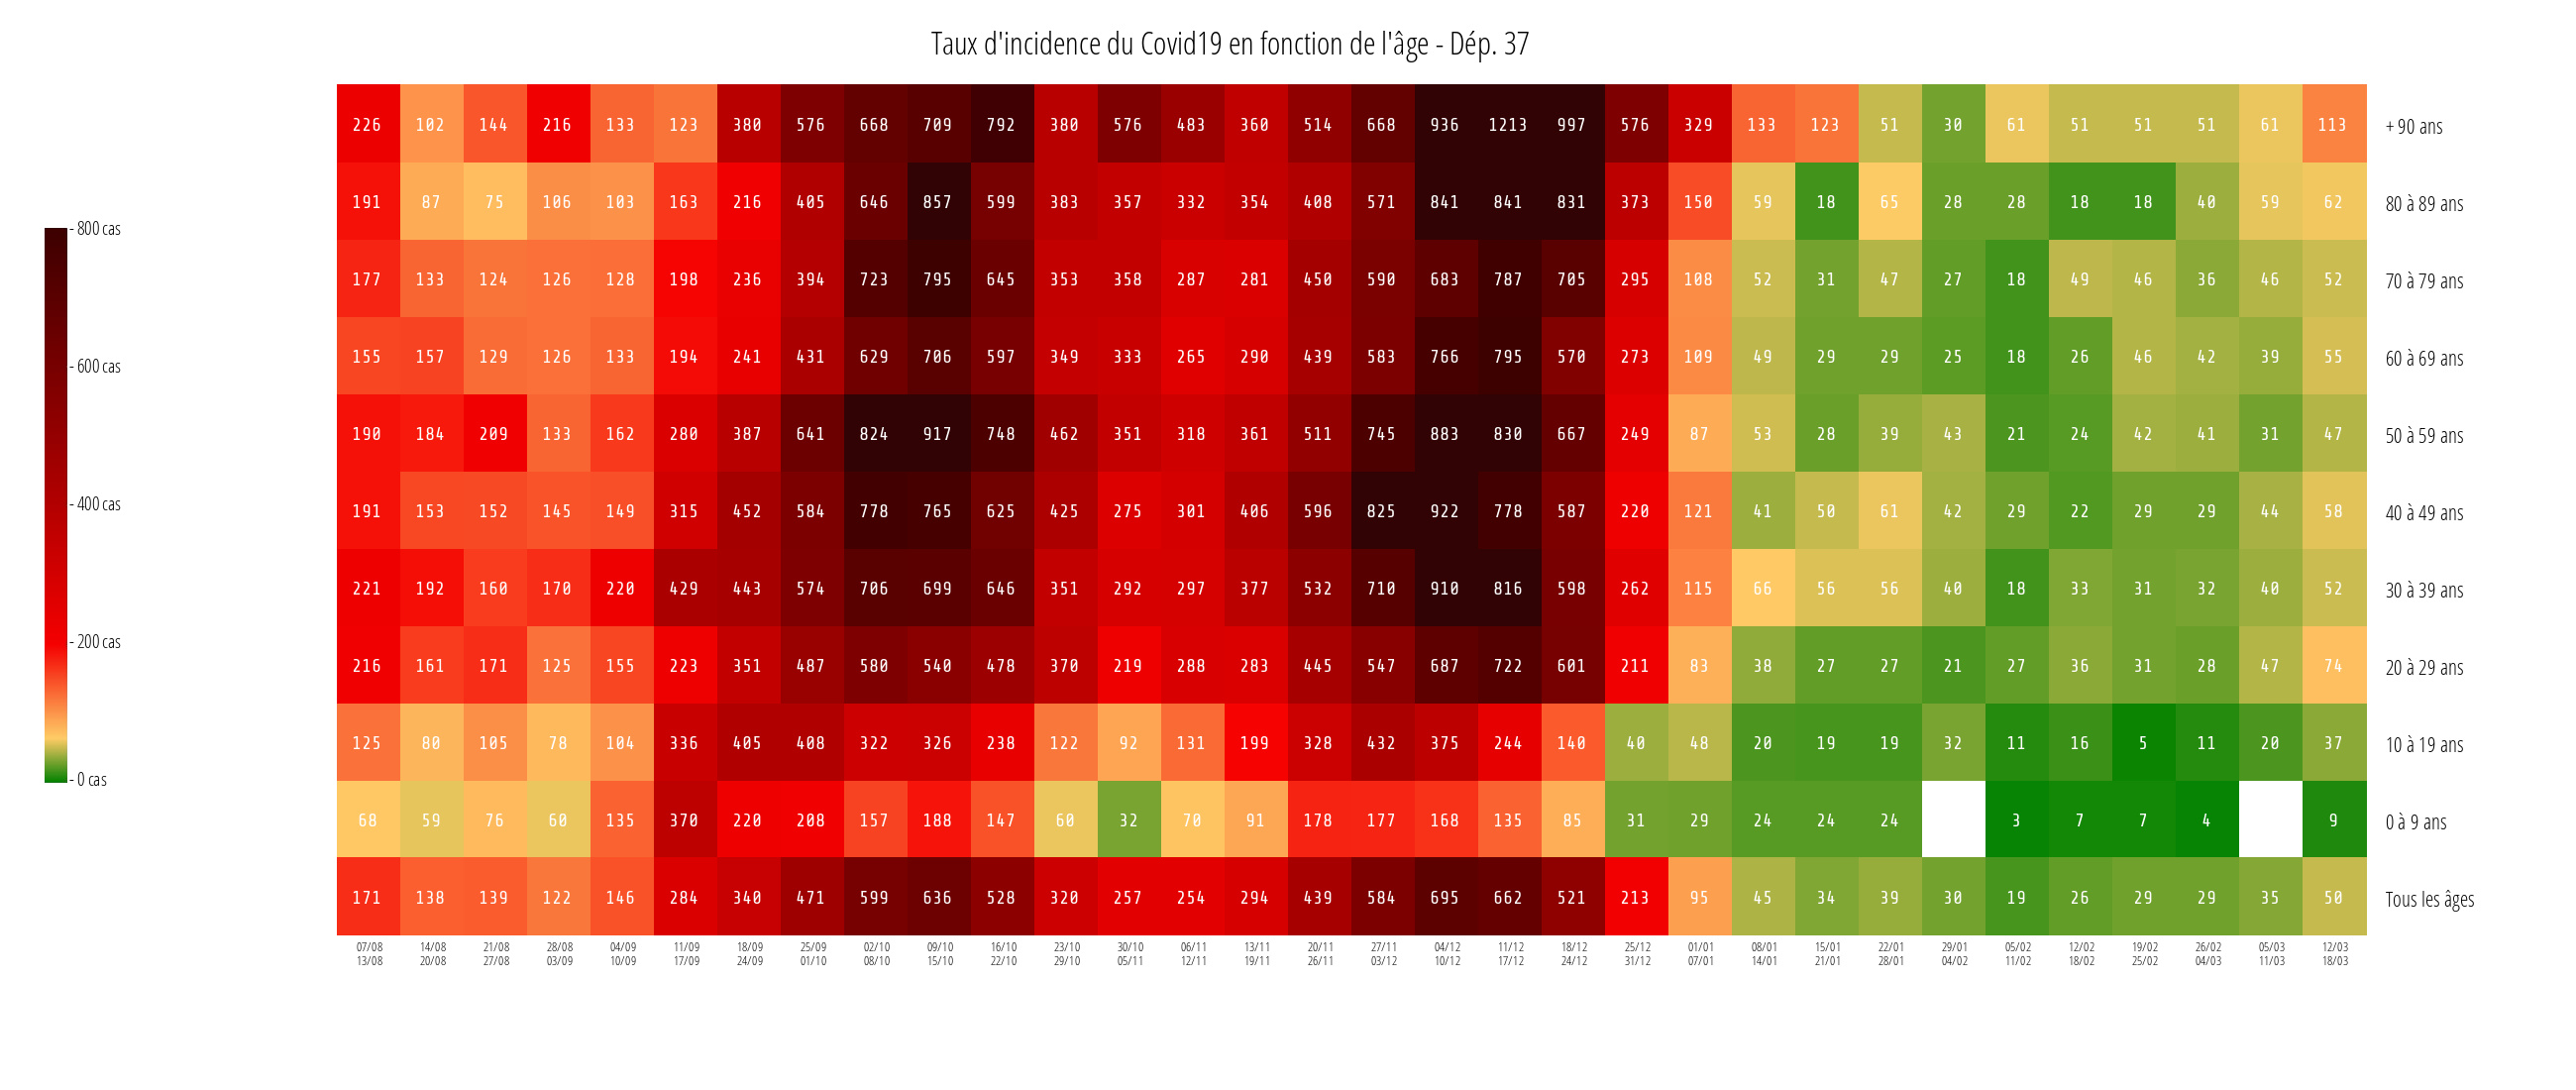 Taux d'incidence du Covid19 en fonction de l'âge - Dép. 37
- 800 cas
- 600 cas
- 400 cas
- 200 cas
- 0 cas
226 102 144 216 133 123 380 576 668 709 792 380 576 483 360 514 668 936 1213 997 576 329 133 123 51 30 61 51 51 51 61 113 + 90 ans
191 87 75 106 103 163 216 405 646 857 599 383 357 332 354 408 571 841 841 831 373 150 59 18 65 28 28 18 18 40 59 62 80 à 89 ans
177 133 124 126 128 198 236 394 723 795 645 353 358 287 281 450 590 683 787 705 295 108 52 31 47 27 18 49 46 36 46 52 70 à 79 ans
155 157 129 126 133 194 241 431 629 706 597 349 333 265 290 439 583 766 795 570 273 109 49 29 29 25 18 26 46 42 39 55 60 à 69 ans
190 184 209 133 162 280 387 641 824 917 748 462 351 318 361 511 745 883 830 667 249 87 53 28 39 43 21 24 42 41 31 47 50 à 59 ans
191 153 152 145 149 315 452 584 778 765 625 425 275 301 406 596 825 922 778 587 220 121 41 50 61 42 29 22 29 29 44 58 40 à 49 ans
221 192 160 170 220 429 443 574 706 699 646 351 292 297 377 532 710 910 816 598 262 115 66 56 56 40 18 33 31 32 40 52 30 à 39 ans
216 161 171 125 155 223 351 487 580 540 478 370 219 288 283 445 547 687 722 601 211 83 38 27 27 21 27 36 31 28 47 74 20 à 29 ans
125 80 105 78 104 336 405 408 322 326 238 122 92 131 199 328 432 375 244 140 40 48 20 19 19 32 11 16 5 11 20 37 10 à 19 ans
68 59 76 60 135 370 220 208 157 188 147 60 32 70 91 178 177 168 135 85 31 29 24 24 24 3 7 7 4 9 0 à 9 ans
171 138 139 122 146 284 340 471 599 636 528 320 257 254 294 439 584 695 662 521 213 95 45 34 39 30 19 26 29 29 35 50 Tous les âges
07/08 14/08 21/08 28/08 04/09 11/09 18/09 25/09 02/10 09/10 16/10 23/10 30/10 06/11 13/11 20/11 27/11 04/12 11/12 18/12 25/12 01/01 08/01 15/01 22/01 29/01 05/02 12/02 19/02 26/02 05/03 12/03
13/08 20/08 27/08 03/09 10/09 17/09 24/09 01/10 08/10 15/10 22/10 29/10 05/11 12/11 19/11 26/11 03/12 10/12 17/12 24/12 31/12 07/01 14/01 21/01 28/01 04/02 11/02 18/02 25/02 04/03 11/03 18/03